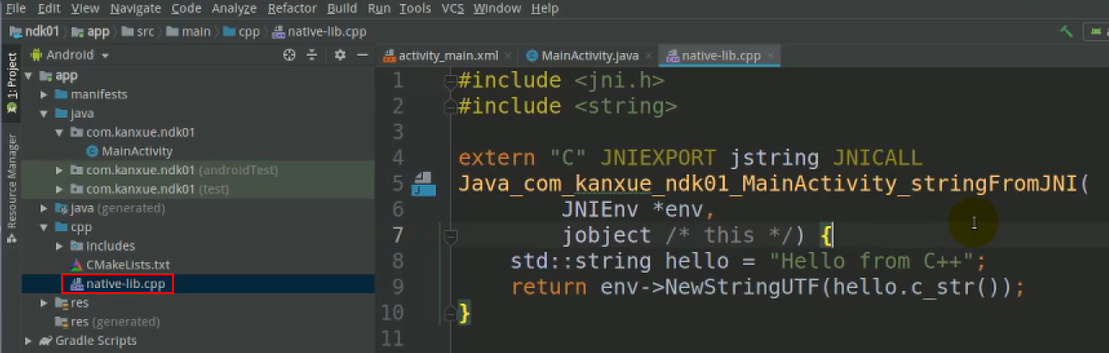 File Edit View Navigate Code Analyze Refactor Build Run Tools VCS Window Help
ndk01 app src main cpp native-lib.cpp
1: Project
Resource Manager
Android
app
manifests
java
com.kanxue.ndk01
MainActivity
com.kanxue.ndk01 (androidTest)
com.kanxue.ndk01 (test)
java (generated)
cpp
includes
CMakeLists.txt
native-lib.cpp
res
res (generated)
Gradle Scripts
activity_main.xml MainActivity.java native-lib.cpp
1 #include <jni.h>
2 #include <string>
3
4 extern "C" JNIEXPORT jstring JNICALL
5 Java_com_kanxue_ndk01_MainActivity_stringFromJNI(
6 JNIEnv *env,
7 jobject /* this */) {
8 std::string hello = "Hello from C++";
9 return env->NewStringUTF(hello.c_str());
10 }
11